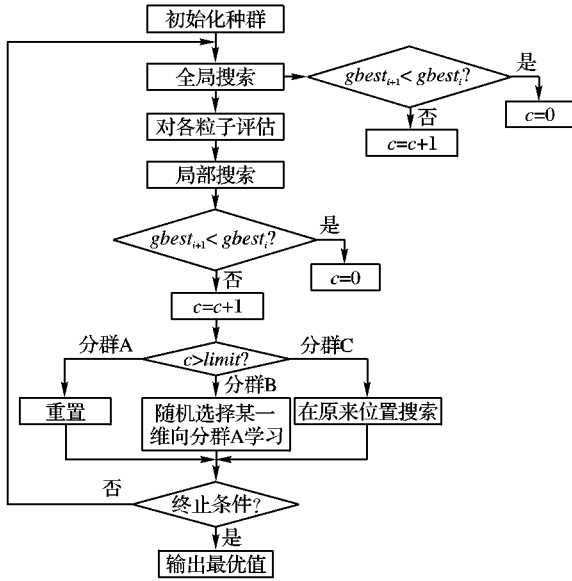 初始化种群
全局搜索
gbest_{i+1}< gbest_i?
是
c=0
否
c=c+1
对各粒子评估
局部搜索
gbest_{i+1}< gbest_i?
是
c=0
否
c=c+1
c>limit?
分群A
分群B
分群C
重置
随机选择某一
维向分群A学习
在原来位置搜索
终止条件?
否
是
输出最优值